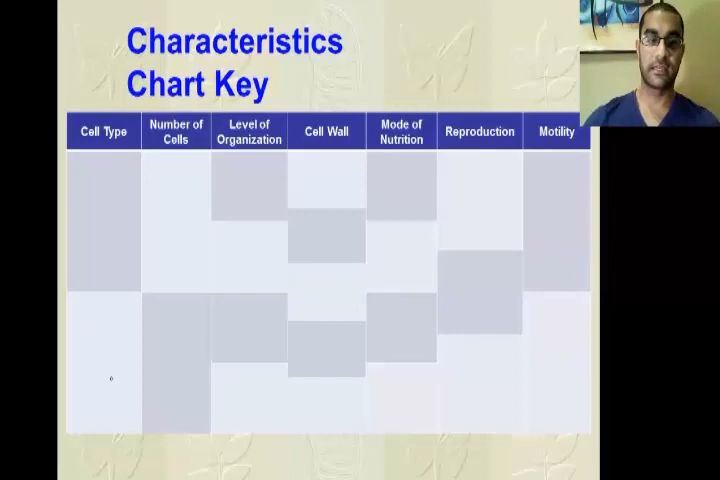 Characteristics
Chart Key
Cell Type
Number of
Cells
Level of
Organization
Cell Wall
Mode of
Nutrition
Reproduction
Motility